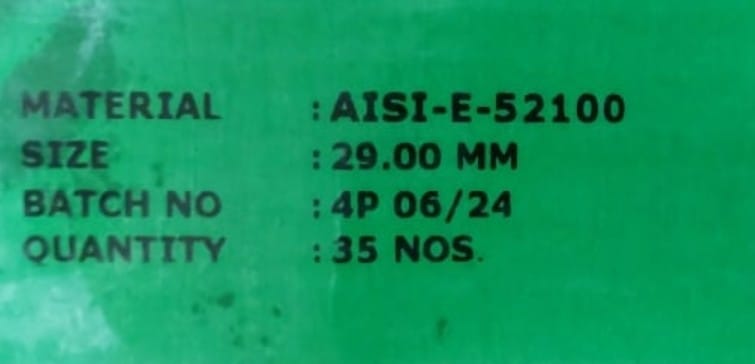 MATERIAL : AISI-E-52100
SIZE : 29.00 MM
BATCH NO : 4P 06/24
QUANTITY : 35 NOS.